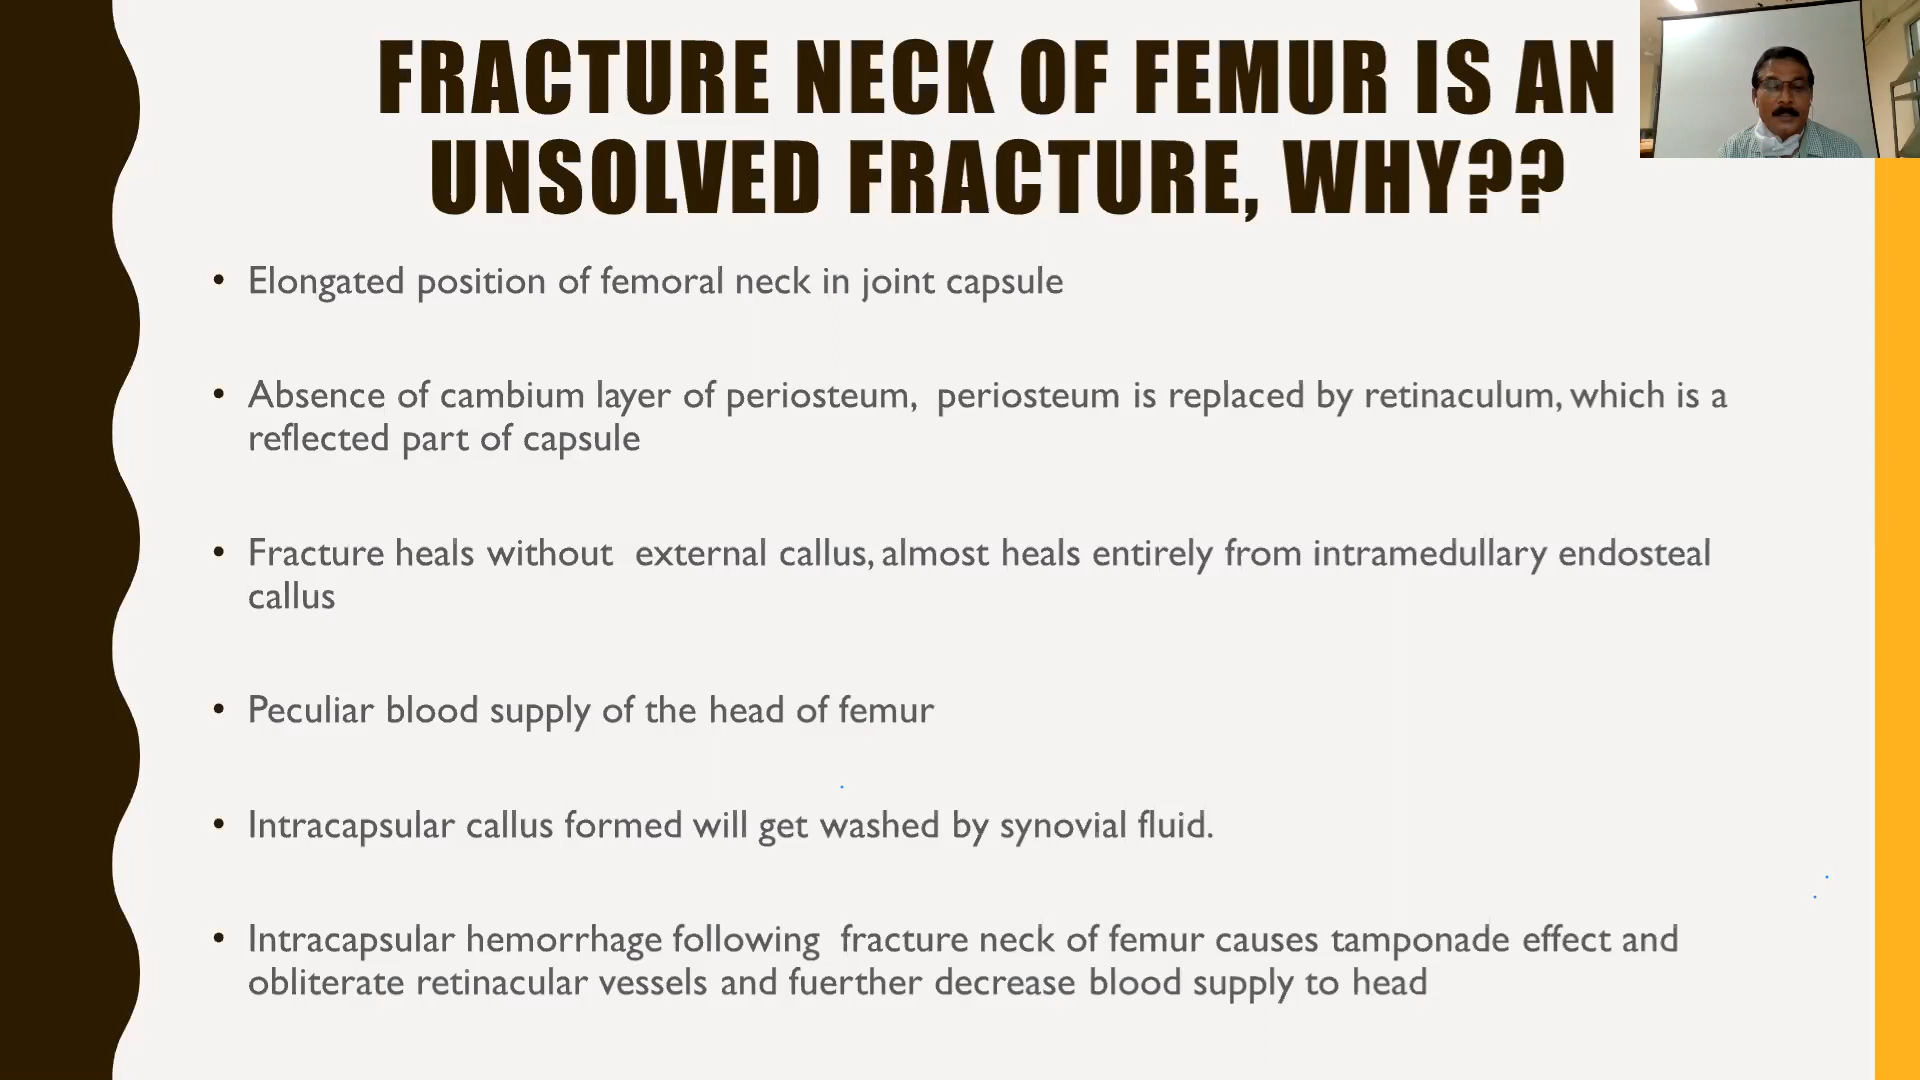 FRACTURE NECK OF FEMUR IS AN
UNSOLVED FRACTURE, WHY??
• Elongated position of femoral neck in joint capsule
• Absence of cambium layer of periosteum,  periosteum is replaced by retinaculum, which is a
reflected part of capsule
• Fracture heals without  external callus, almost heals entirely from intramedullary endosteal
callus
• Peculiar blood supply of the head of femur
• Intracapsular callus formed will get washed by synovial fluid.
• Intracapsular hemorrhage following  fracture neck of femur causes tamponade effect and
obliterate retinacular vessels and fuerther decrease blood supply to head